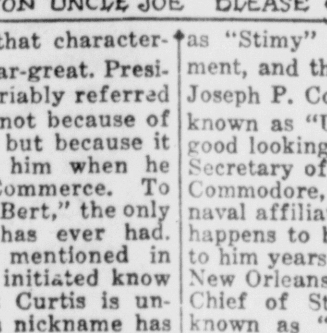 ON UNCLE JOE
BLEASE
that character-
ar-great. Presi-
riably referred
not because of
but because it
him when he
Commerce. To
Bert," the only
has ever had.
mentioned in
initiated know
Curtis is un-
nickname has
as "Stimy"
ment, and th
Joseph P. Co
known as "U
good looking
Secretary of
Commodore,
naval affilia
happens to b
to him years
New Orleans
Chief of St
known as "